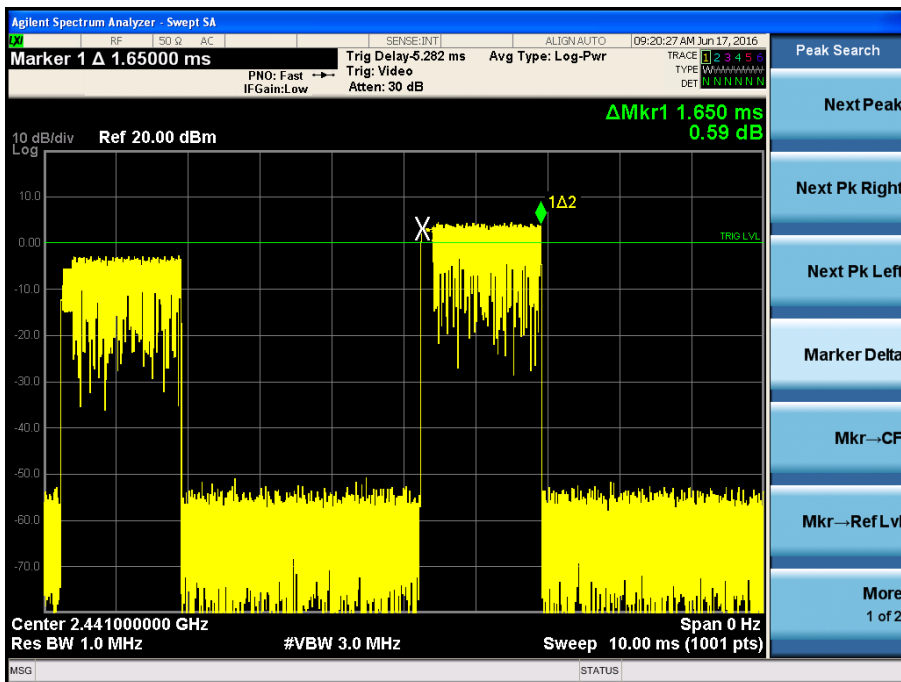 Agilent Spectrum Analyzer - Swept SA
LXI RF 50 Ω AC SENSE:INT ALIGN AUTO 09:20:27 AM Jun 17, 2016
Marker 1 Δ 1.65000 ms
PNO: Fast
IFGain:Low
Trig Delay-5.282 ms
Trig: Video
Atten: 30 dB
Avg Type: Log-Pwr
TRACE 1 2 3 4 5 6
TYPE WWWWWW
DET N N N N N N
ΔMkr1 1.650 ms
0.59 dB
10 dB/div Ref 20.00 dBm
Log
10.0
0.00
-10.0
-20.0
-30.0
-40.0
-50.0
-60.0
-70.0
X
1Δ2
TRIG LVL
Center 2.441000000 GHz Span 0 Hz
Res BW 1.0 MHz #VBW 3.0 MHz Sweep 10.00 ms (1001 pts)
MSG STATUS
Peak Search
Next Peak
Next Pk Right
Next Pk Left
Marker Delta
Mkr→CF
Mkr→Ref Lvl
More
1 of 2